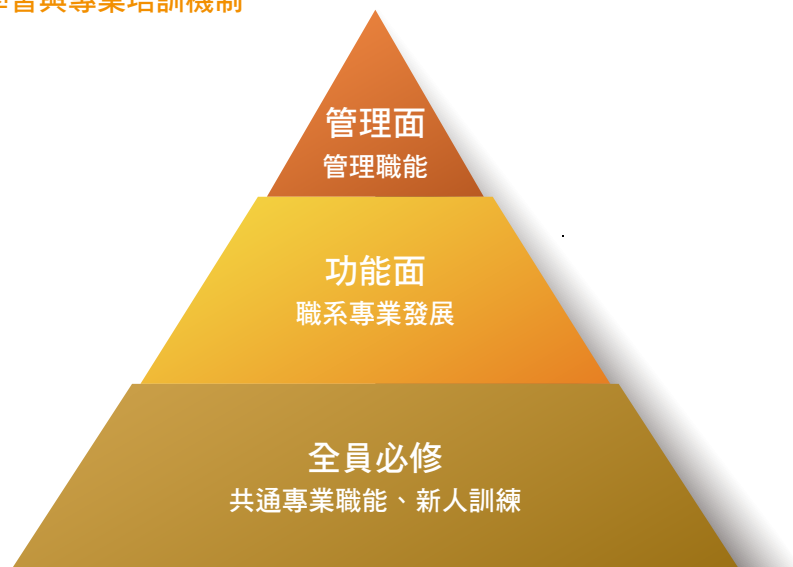 學習與專業培訓機制
管理面
管理職能
功能面
職系專業發展
全員必修
共通專業職能、新人訓練